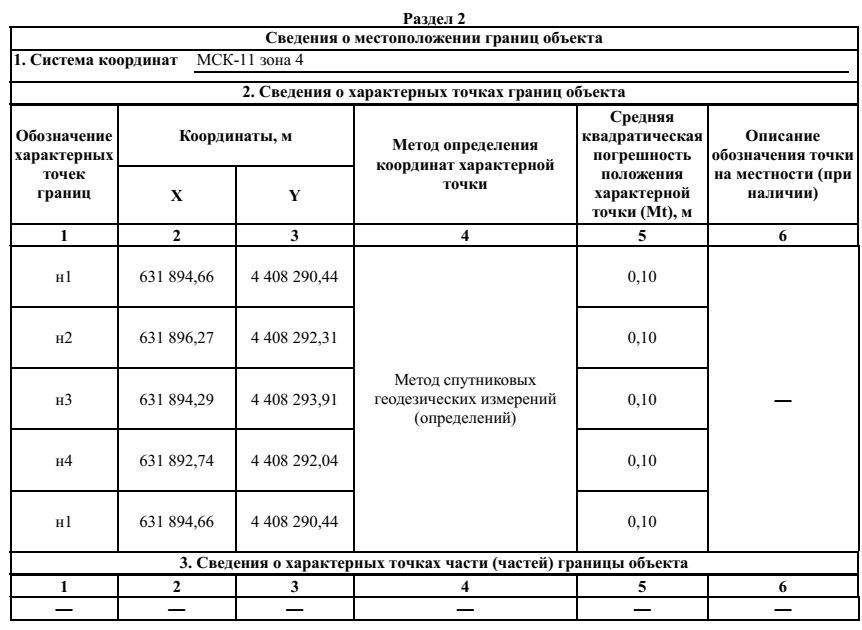 Раздел 2
Сведения о местоположении границ объекта
1. Система координат МСК-11 зона 4
2. Сведения о характерных точках границ объекта
Обозначение
характерных
точек
границ
Координаты, м
X
Y
Метод определения
координат характерной
точки
Средняя
квадратическая
погрешность
положения
характерной
точки (Mt), м
Описание
обозначения точки
на местности (при
наличии)
1 2 3 4 5 6
н1 631 894,66 4 408 290,44 0,10
н2 631 896,27 4 408 292,31 0,10
Метод спутниковых
геодезических измерений
(определений)
н3 631 894,29 4 408 293,91 0,10 —
н4 631 892,74 4 408 292,04 0,10
н1 631 894,66 4 408 290,44 0,10
3. Сведения о характерных точках части (частей) границы объекта
1 2 3 4 5 6
— — — — — —